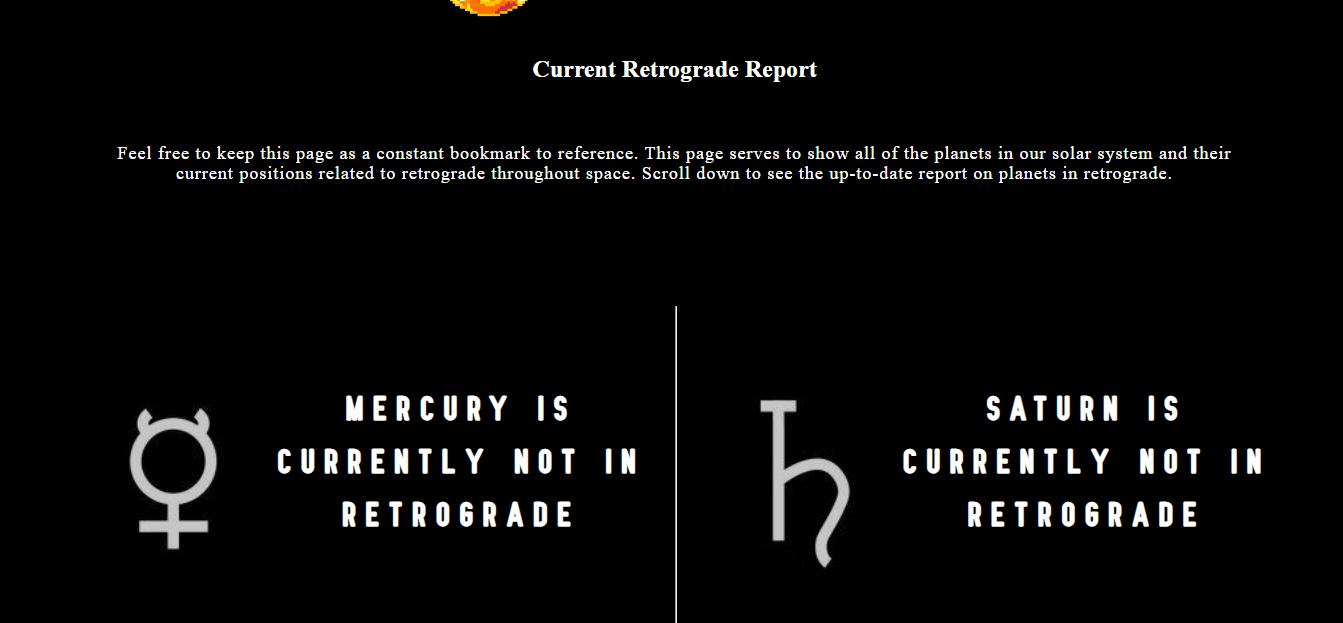 Current Retrograde Report
Feel free to keep this page as a constant bookmark to reference. This page serves to show all of the planets in our solar system and their
current positions related to retrograde throughout space. Scroll down to see the up-to-date report on planets in retrograde.
MERCURY IS
CURRENTLY NOT IN
RETROGRADE
SATURN IS
CURRENTLY NOT IN
RETROGRADE